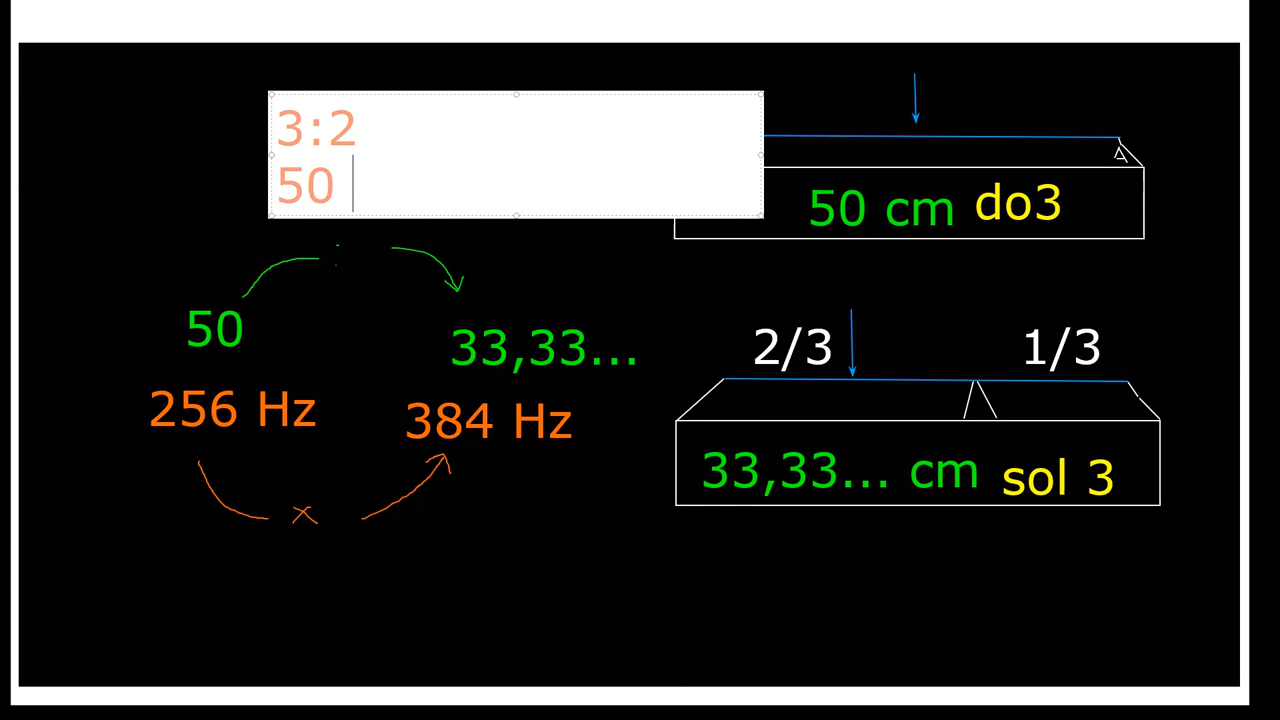 3:2
50
50 cm do3
:
50
33,33...
2/3 1/3
256 Hz
384 Hz
33,33... cm sol 3
×